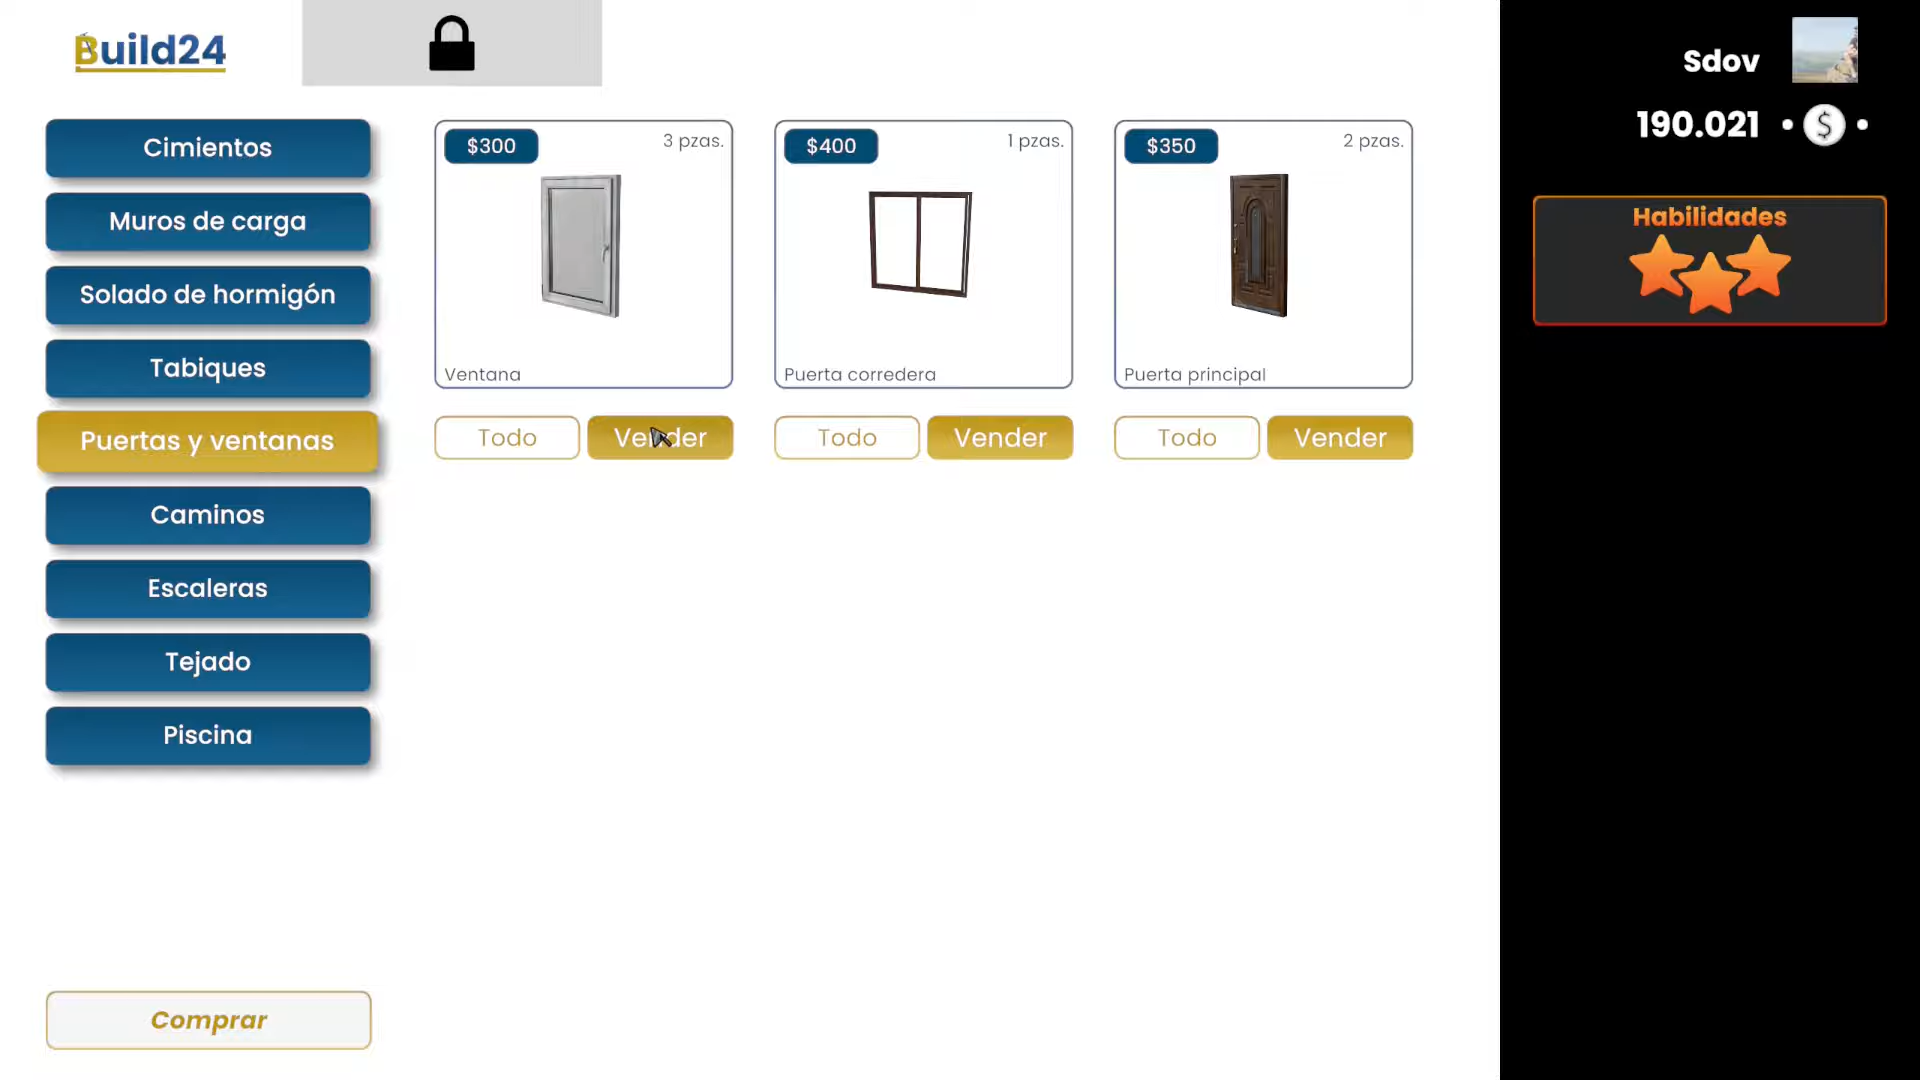 Build24
Sdov
190.021
Habilidades
Cimientos
Muros de carga
Solado de hormigón
Tabiques
Puertas y ventanas
Caminos
Escaleras
Tejado
Piscina
Comprar
$300
3 pzas.
Ventana
Todo
Vender
$400
1 pzas.
Puerta corredera
Todo
Vender
$350
2 pzas.
Puerta principal
Todo
Vender